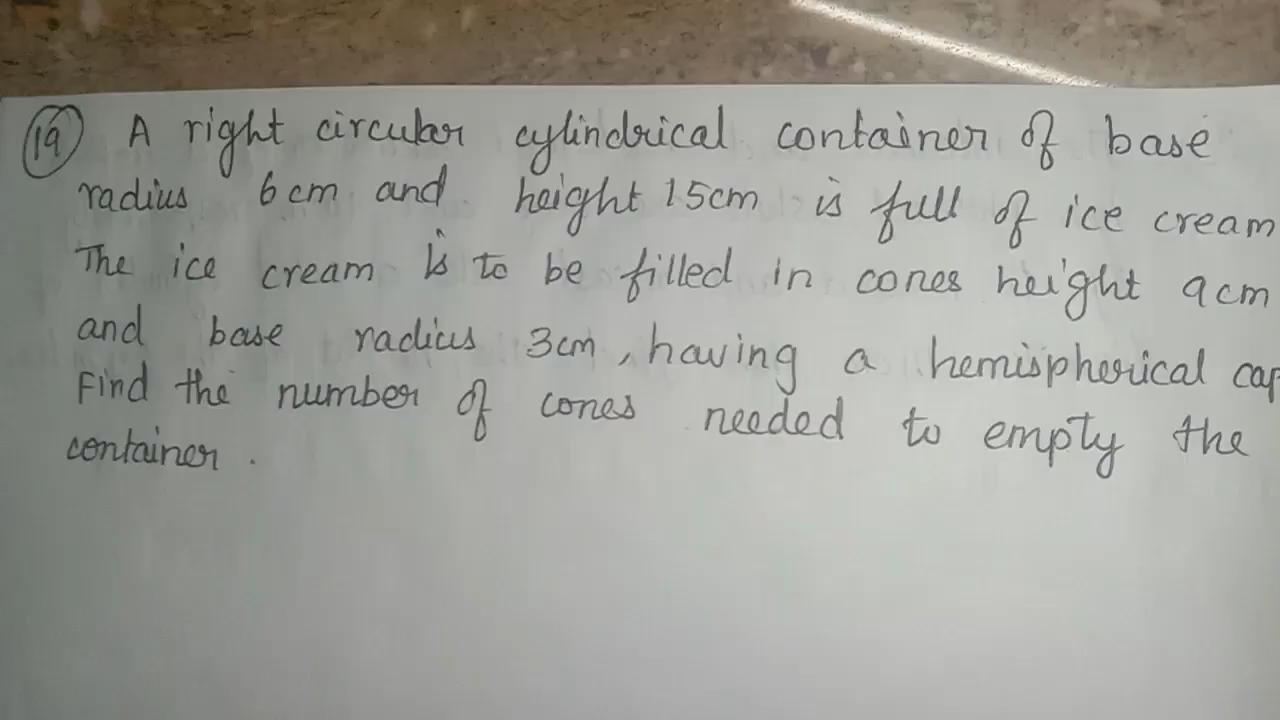 19 A right circular cylindrical container of base
radius 6cm and height 15cm is full of ice cream
The ice cream is to be filled in cones height 9cm
and base radius 3cm, having a hemispherical cap
Find the number of cones needed to empty the
container.